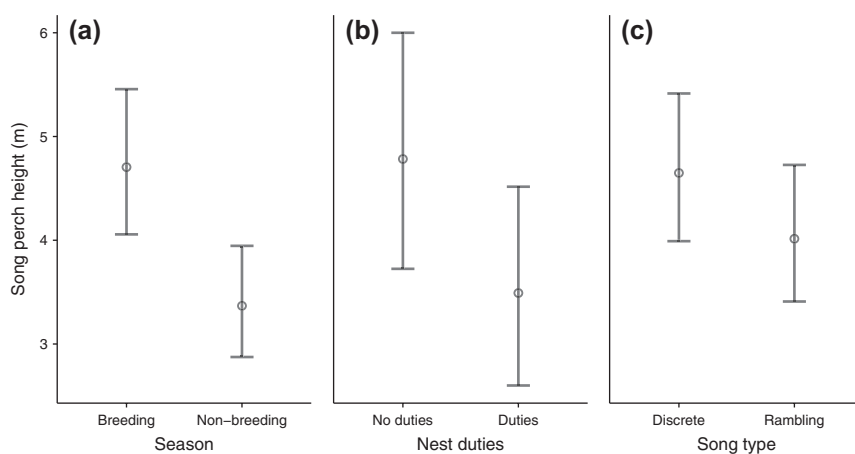 (a)
(b)
(c)
Song perch height (m)
6
5
4
3
Breeding
Non−breeding
Season
No duties
Duties
Nest duties
Discrete
Rambling
Song type